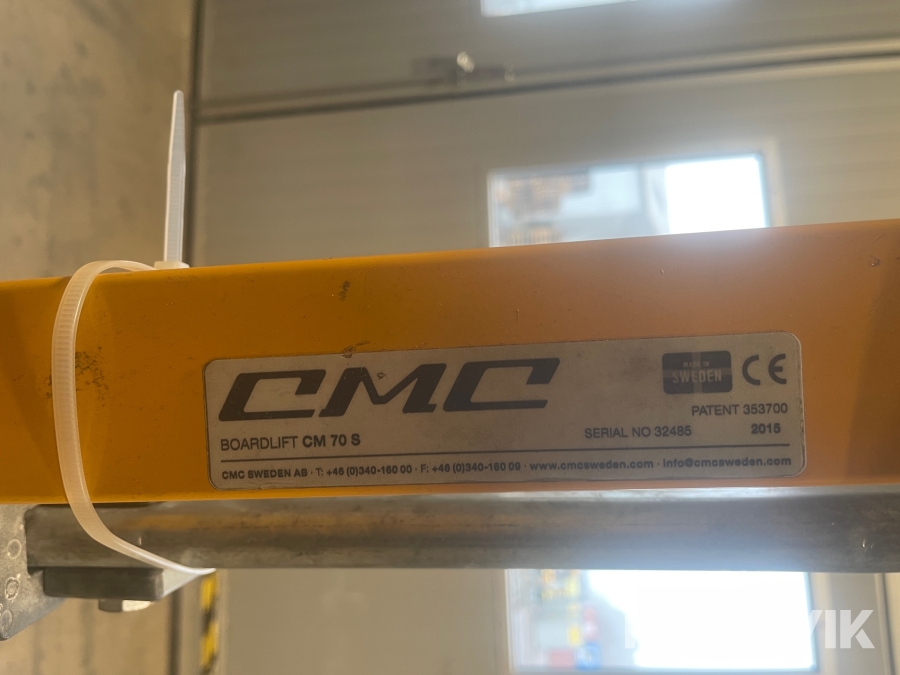 CMC
MADE IN
SWEDEN
CE
PATENT 353700
BOARDLIFT CM 70 S
SERIAL NO 32485
2015
CMC SWEDEN AB · T: +46 (0)340-160 00 · F: +46 (0)340-160 09 · www.cmcsweden.com · info@cmcsweden.com
VIK